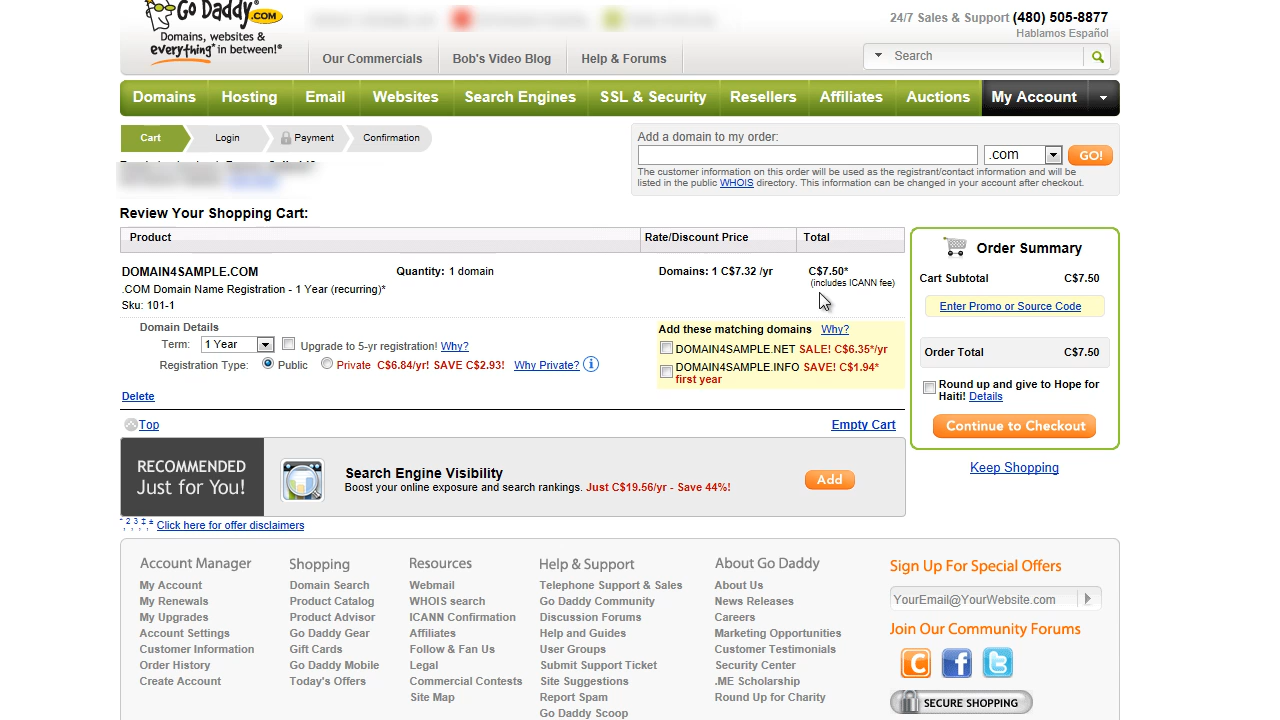 Go Daddy.COM
Domains, websites &
everything* in between!®
24/7 Sales & Support (480) 505-8877
Hablamos Español
Our Commercials
Bob's Video Blog
Help & Forums
Search
Domains
Hosting
Email
Websites
Search Engines
SSL & Security
Resellers
Affiliates
Auctions
My Account
Cart
Login
Payment
Confirmation
Add a domain to my order:
.com
GO!
The customer information on this order will be used as the registrant/contact information and will be
listed in the public WHOIS directory. This information can be changed in your account after checkout.
Review Your Shopping Cart:
Product
Rate/Discount Price
Total
DOMAIN4SAMPLE.COM
Quantity: 1 domain
Domains: 1 C$7.32 /yr
C$7.50*
(includes ICANN fee)
.COM Domain Name Registration - 1 Year (recurring)*
Sku: 101-1
Domain Details
Term: 1 Year
Upgrade to 5-yr registration! Why?
Registration Type: Public Private C$6.84/yr! SAVE C$2.93! Why Private? i
Add these matching domains Why?
DOMAIN4SAMPLE.NET SALE! C$6.35*/yr
DOMAIN4SAMPLE.INFO SAVE! C$1.94*
first year
Delete
Top
Empty Cart
Order Summary
Cart Subtotal C$7.50
Enter Promo or Source Code
Order Total C$7.50
Round up and give to Hope for
Haiti! Details
Continue to Checkout
Keep Shopping
RECOMMENDED
Just for You!
Search Engine Visibility
Boost your online exposure and search rankings. Just C$19.56/yr - Save 44%!
Add
Click here for offer disclaimers
Account Manager
My Account
My Renewals
My Upgrades
Account Settings
Customer Information
Order History
Create Account
Shopping
Domain Search
Product Catalog
Product Advisor
Go Daddy Gear
Gift Cards
Go Daddy Mobile
Today's Offers
Resources
Webmail
WHOIS search
ICANN Confirmation
Affiliates
Follow & Fan Us
Legal
Commercial Contests
Site Map
Help & Support
Telephone Support & Sales
Go Daddy Community
Discussion Forums
Help and Guides
User Groups
Submit Support Ticket
Site Suggestions
Report Spam
Go Daddy Scoop
About Go Daddy
About Us
News Releases
Careers
Marketing Opportunities
Customer Testimonials
Security Center
.ME Scholarship
Round Up for Charity
Sign Up For Special Offers
YourEmail@YourWebsite.com
Join Our Community Forums
SECURE SHOPPING